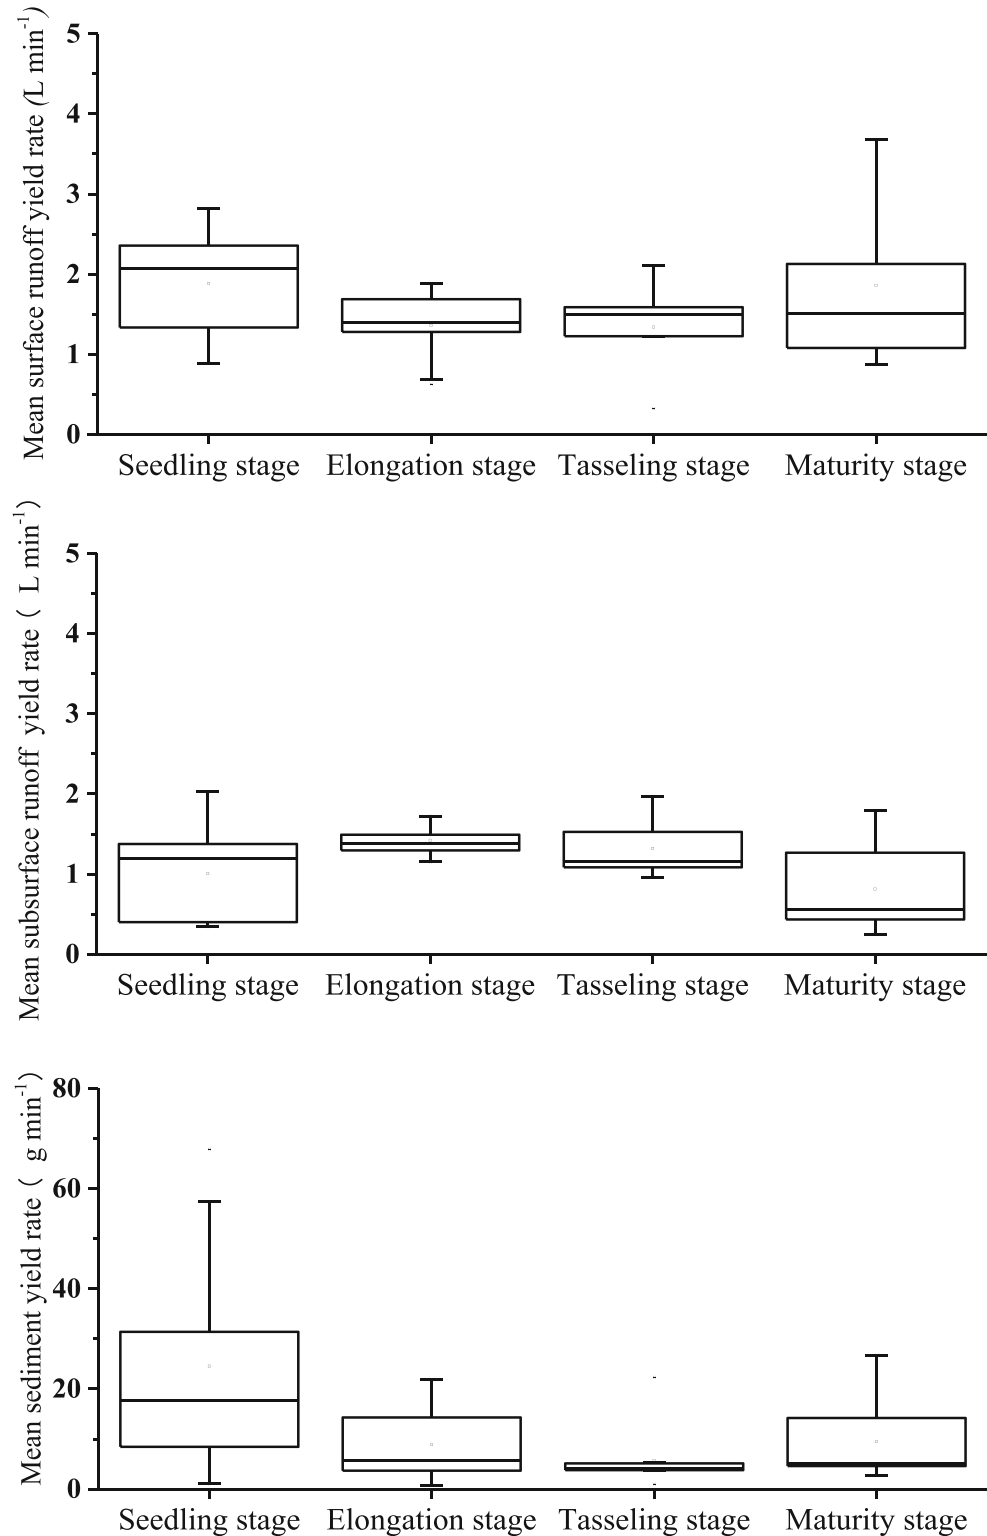 Mean surface runoff yield rate (L min⁻¹)
5
4
3
2
1
0
Seedling stage Elongation stage Tasseling stage Maturity stage
Mean subsurface runoff yield rate（ L min⁻¹）
5
4
3
2
1
0
Seedling stage Elongation stage Tasseling stage Maturity stage
Mean sediment yield rate（ g min⁻¹）
80
60
40
20
0
Seedling stage Elongation stage Tasseling stage Maturity stage